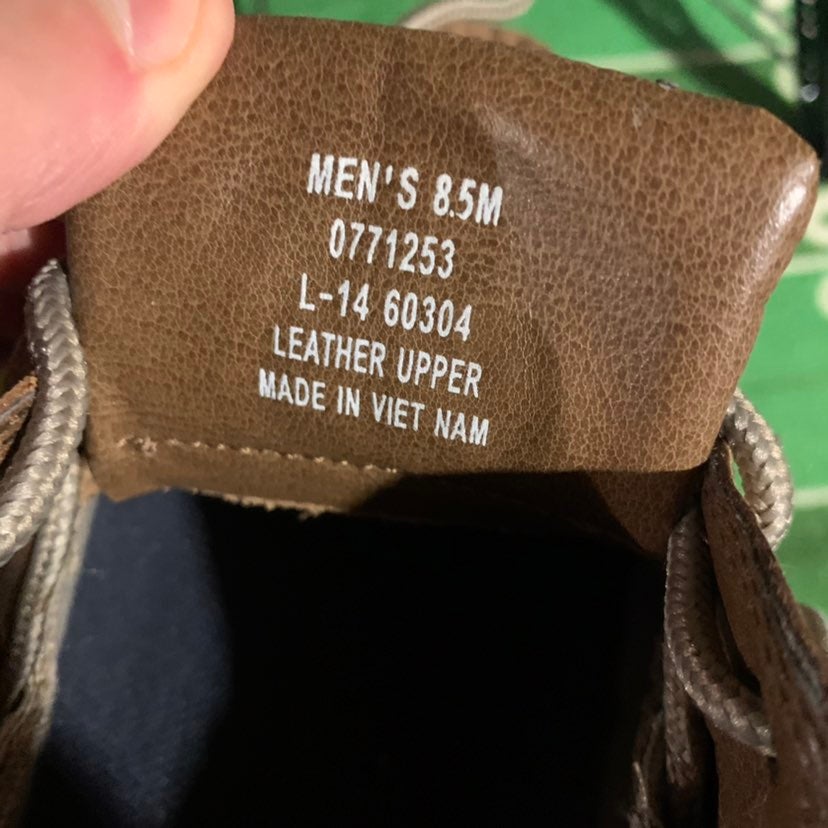 MEN'S 8.5M
0771253
L-14 60304
LEATHER UPPER
MADE IN VIET NAM